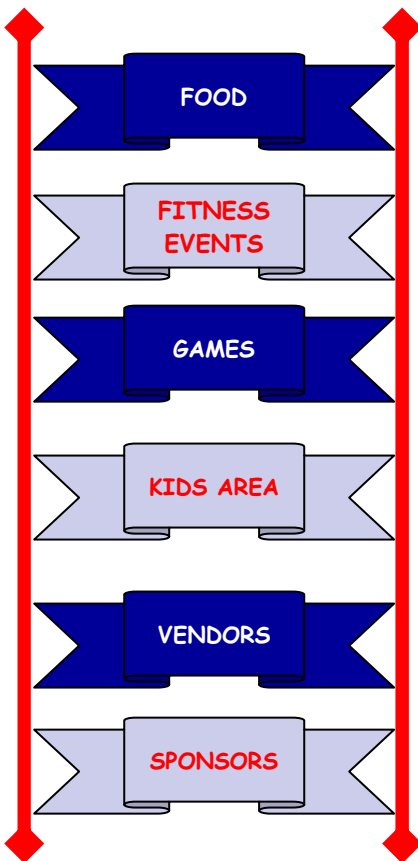 FOOD
FITNESS
EVENTS
GAMES
KIDS AREA
VENDORS
SPONSORS